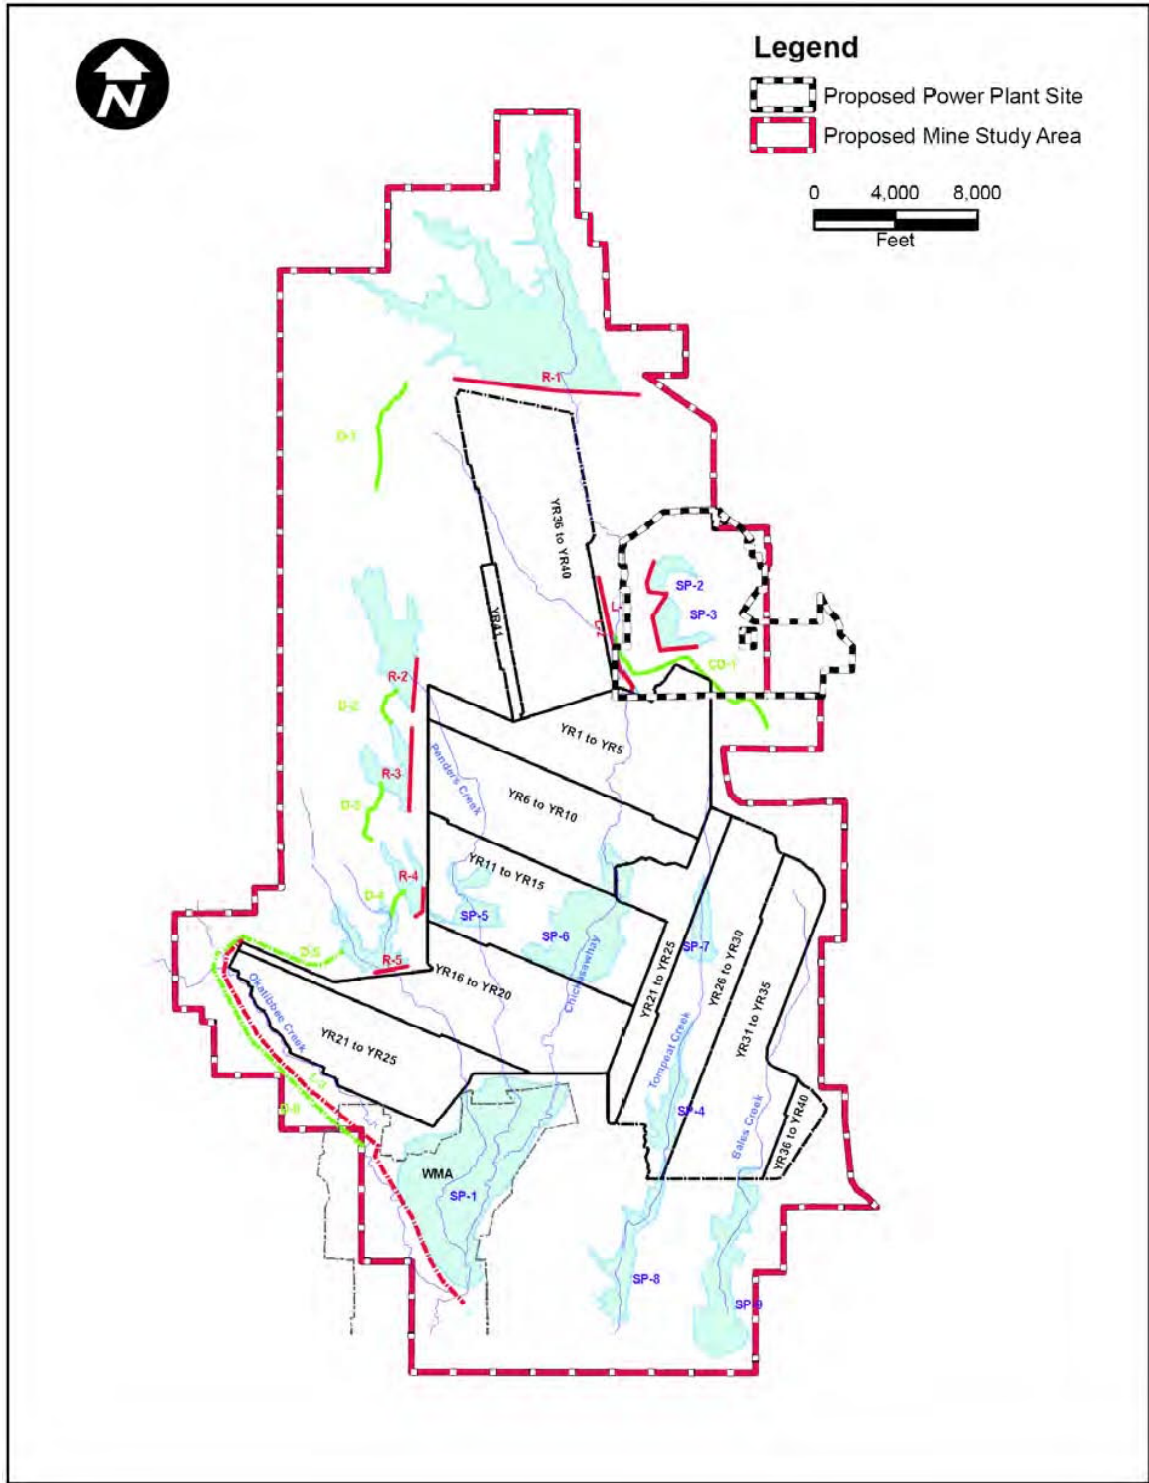 Legend
N
Proposed Power Plant Site
Proposed Mine Study Area
0 4,000 8,000
Feet
R-1
D-1
YR36 to YR40
SP-2
SP-3
YR41
CD-1
R-2
D-2
YR1 to YR5
Penders Creek
R-3
YR6 to YR10
YR11 to YR15
R-4
D-4
SP-5
SP-6
Chickasawhay
SP-7
YR21 to YR25
YR26 to YR30
YR31 to YR35
D-5
R-5
YR16 to YR20
Okatibbee Creek
YR21 to YR25
Tompeat Creek
SP-4
Bales Creek
YR36 to YR40
WMA
SP-1
SP-8
SP-9